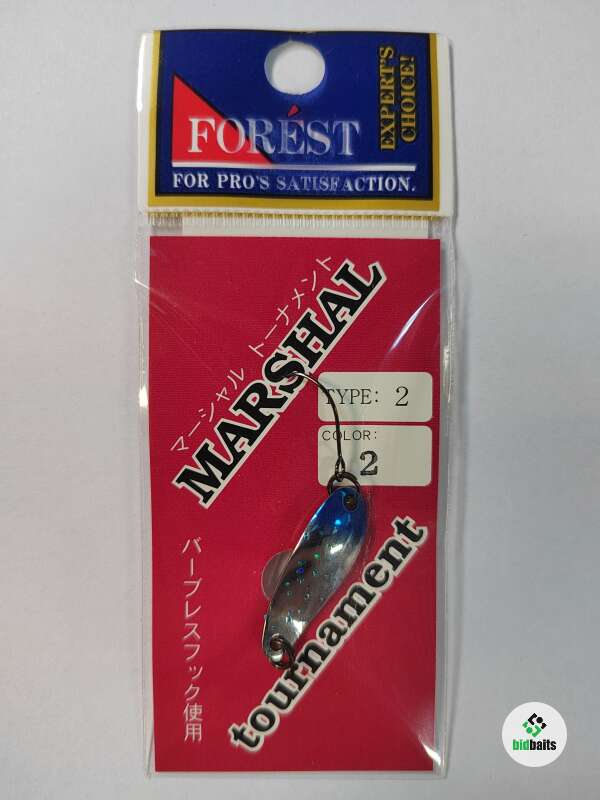 FORÉST
EXPERT'S
CHOICE!
FOR PRO'S SATISFACTION.
マーシャル トーナメント
MARSHAL
TYPE: 2
COLOR:
2
tournament
バーブレスフック使用
bidbaits